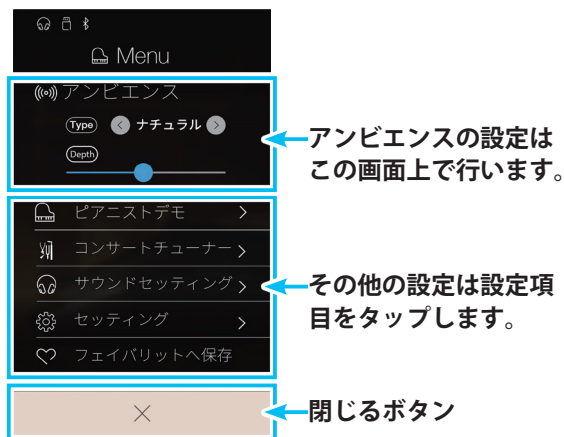 Menu
アンビエンス
Type ナチュラル
Depth
アンビエンスの設定は
この画面上で行います。
ピアニストデモ
コンサートチューナー
サウンドセッティング
セッティング
フェイバリットへ保存
その他の設定は設定項
目をタップします。
閉じるボタン